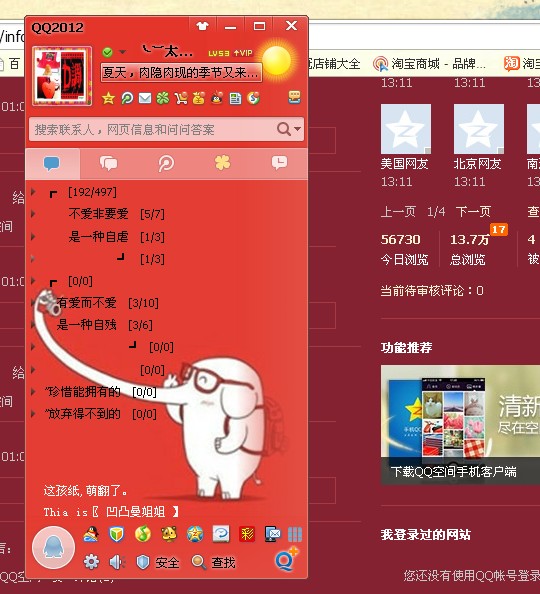 QQ2012
/info
太… LV53 ↑VIP
夏天，肉隐肉现的季节又来…
搜索联系人，网页信息和问问答案
┏ [192/497]
不爱非要爱 [5/7]
是一种自虐 [1/3]
┛ [1/3]
┏ [0/0]
有爱而不爱 [3/10]
是一种自残 [3/6]
┛ [0/0]
[0/0]
“珍惜能拥有的 [0/0]
“放弃得不到的 [0/0]
这孩纸,萌翻了。
Thia is〖 凹凸曼姐姐 】
安全 查找
百
01:0
给
空间
01:0
01:0
给
空间
01:0
言:
店铺大全 淘宝商城 - 品牌... 淘 淘宝
13:11 13:11
美国网友 北京网友 南
13:11 13:11
上一页 1/4 下一页 查
17
56730 13.7万 4
今日浏览 总浏览 被
当前待审核评论：0
功能推荐
清新
尽在空
下载QQ空间手机客户端
我登录过的网站
您还没有使用QQ帐号登录